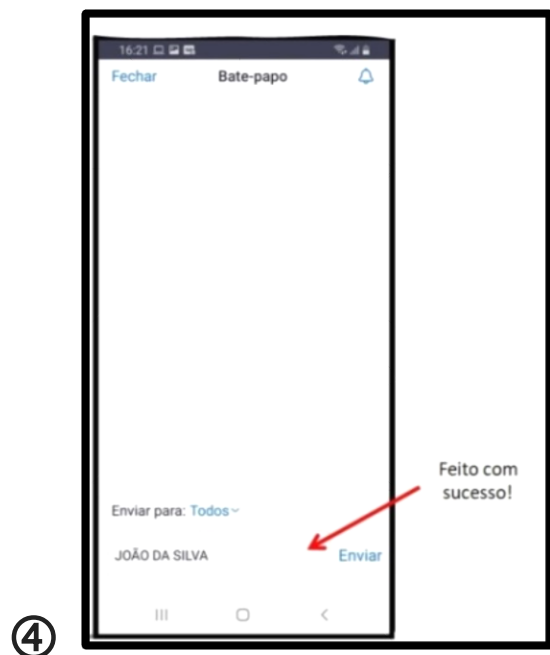 16:21
Fechar Bate-papo
Feito com
sucesso!
Enviar para: Todos
JOÃO DA SILVA Enviar
④